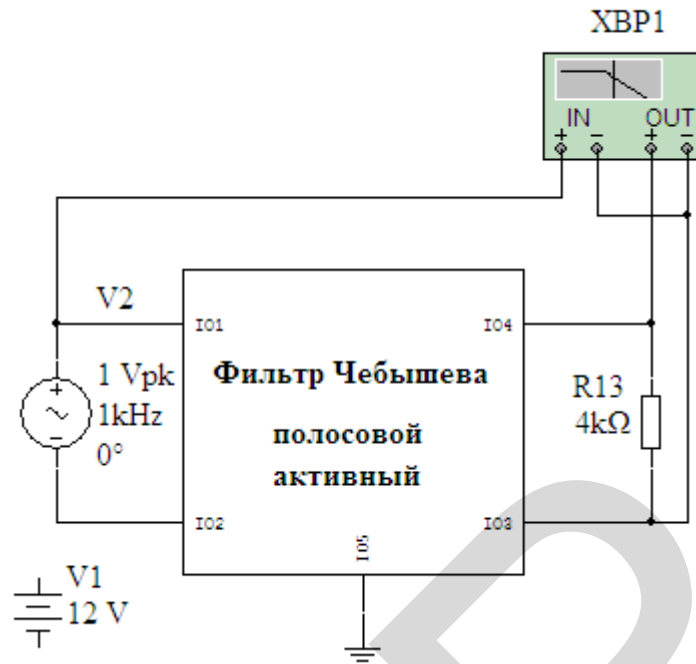 XBP1
IN OUT
+ − + −
V2
IO1
IO4
Фильтр Чебышева
полосовой
активный
1 Vpk
1kHz
0°
R13
4kΩ
IO2
IO3
IO5
V1
12 V